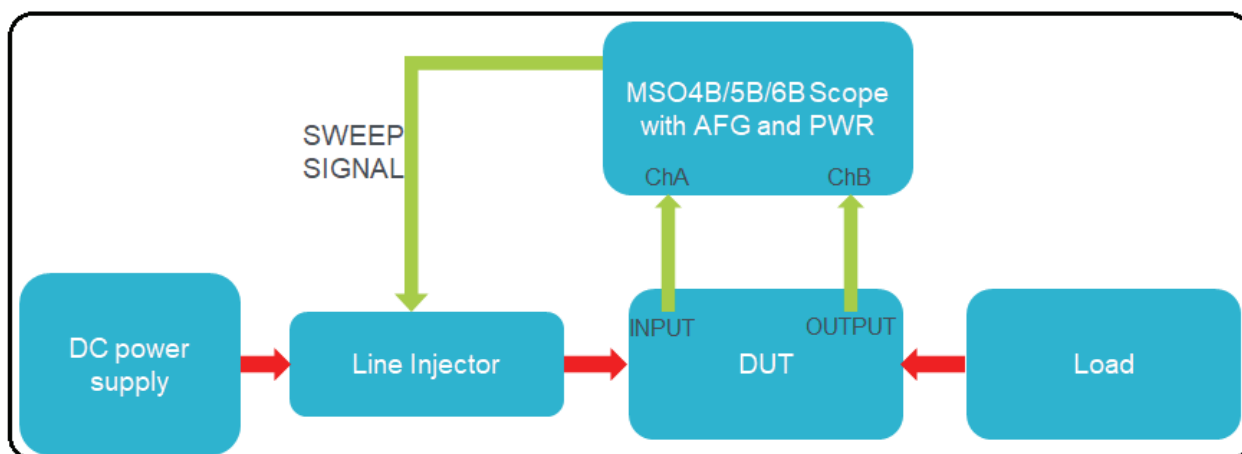 MSO4B/5B/6B Scope
with AFG and PWR
ChA
ChB
SWEEP
SIGNAL
INPUT
OUTPUT
DC power
supply
Line Injector
DUT
Load